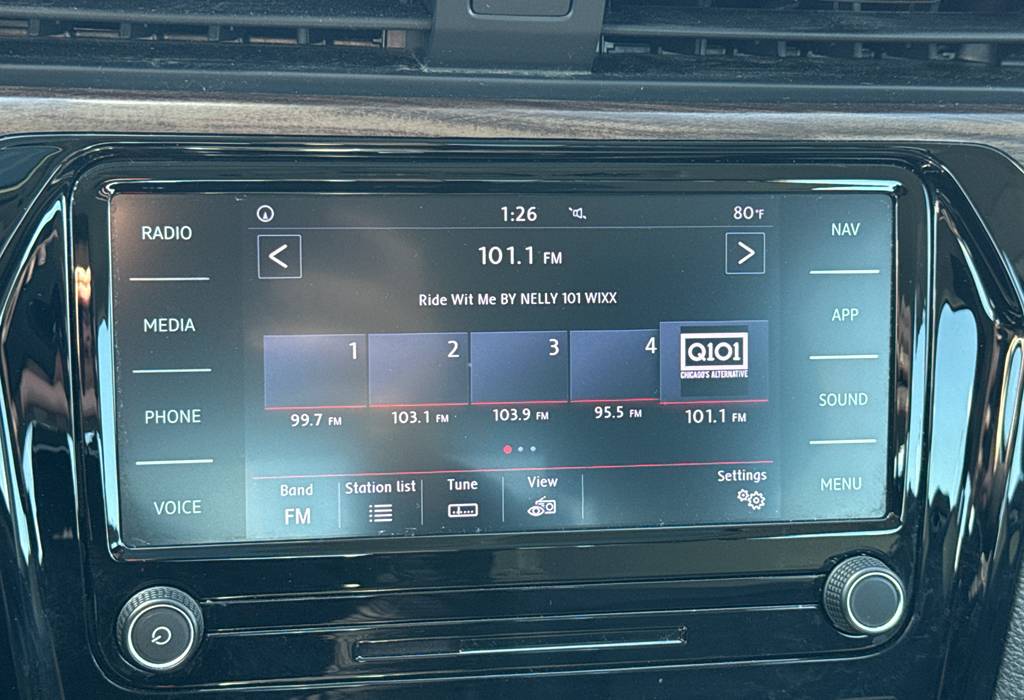 RADIO
MEDIA
PHONE
VOICE
1:26
80°F
101.1 FM
Ride Wit Me BY NELLY 101 WIXX
1
2
3
4
Q101
CHICAGO'S ALTERNATIVE
99.7 FM
103.1 FM
103.9 FM
95.5 FM
101.1 FM
Band
FM
Station list
Tune
View
Settings
NAV
APP
SOUND
MENU